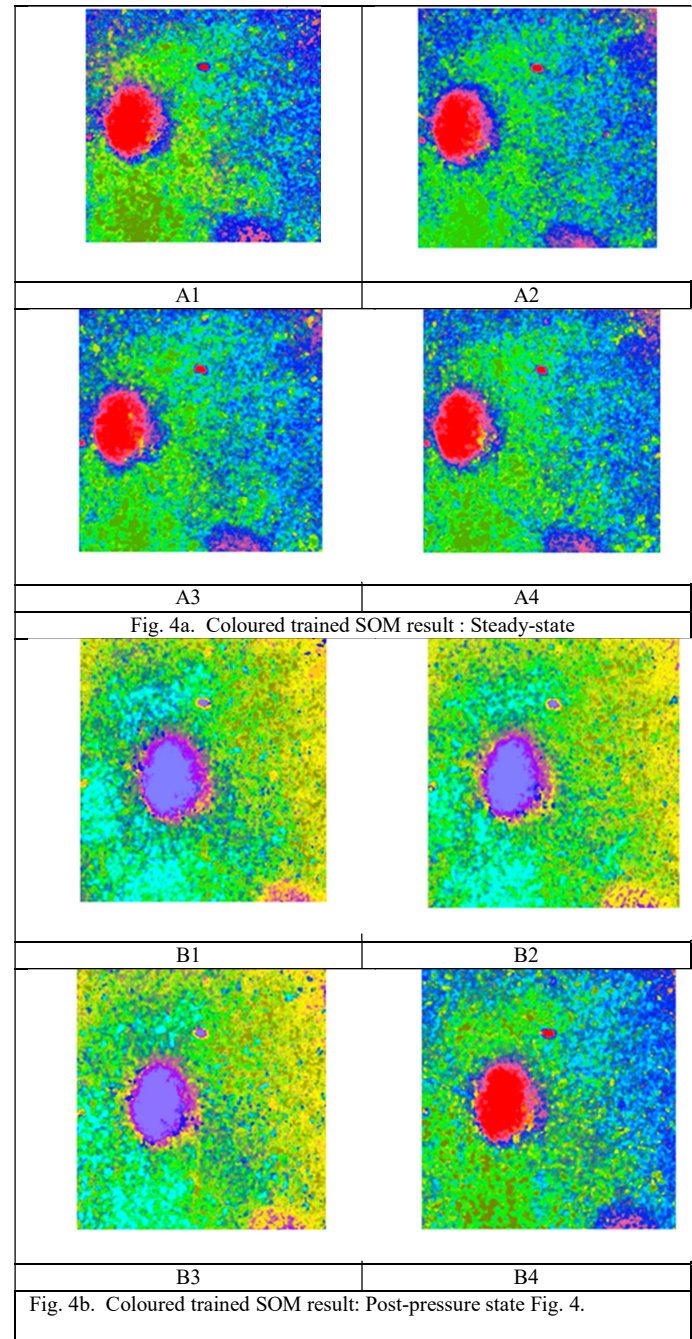 A1 A2
A3 A4
Fig. 4a. Coloured trained SOM result : Steady-state
B1 B2
B3 B4
Fig. 4b. Coloured trained SOM result: Post-pressure state Fig. 4.